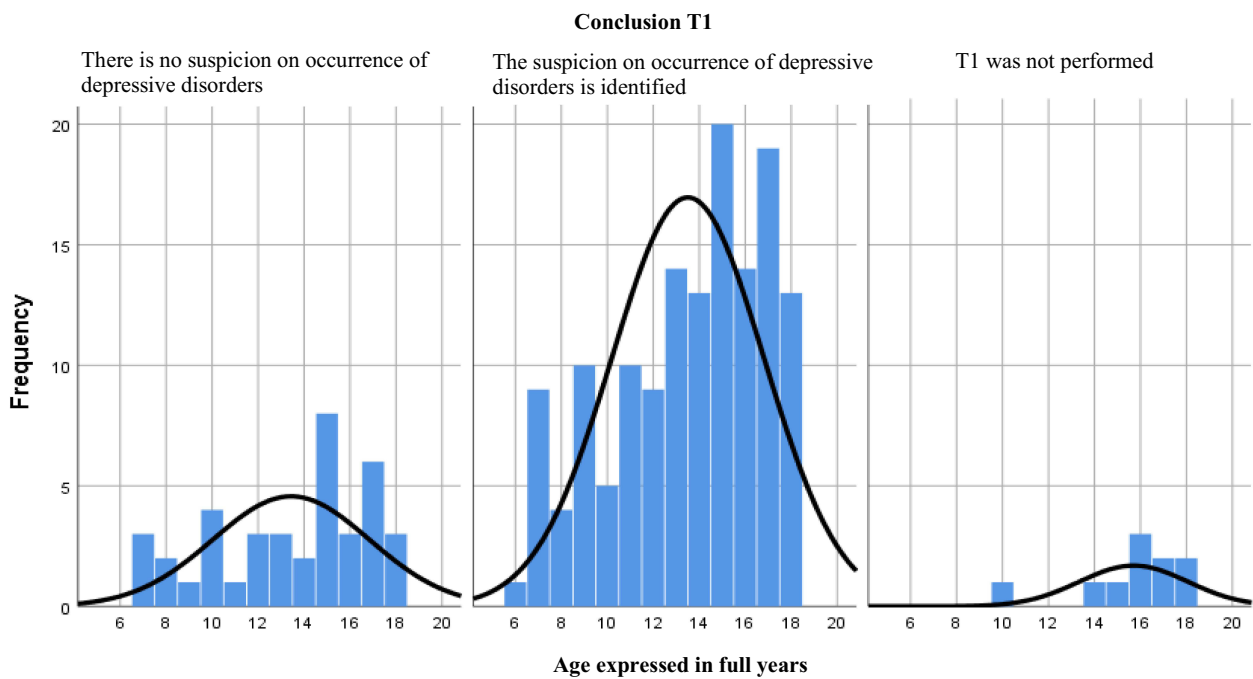 Conclusion T1
There is no suspicion on occurrence of
depressive disorders
The suspicion on occurrence of depressive
disorders is identified
T1 was not performed
Frequency
20
15
10
5
0
6 8 10 12 14 16 18 20
6 8 10 12 14 16 18 20
6 8 10 12 14 16 18 20
Age expressed in full years